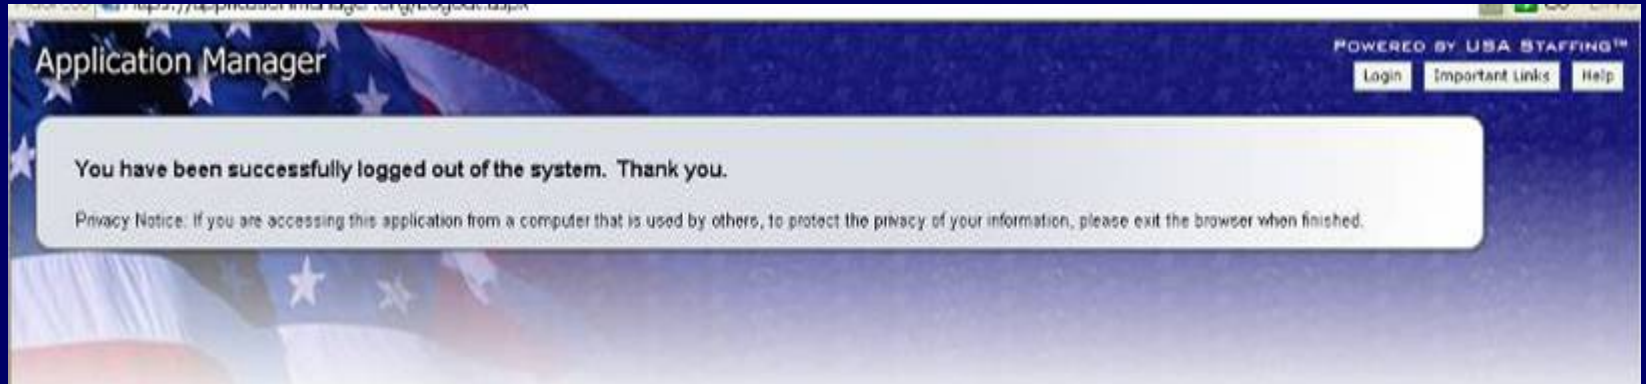 Application Manager
POWERED BY USA STAFFING™
Login Important Links Help
You have been successfully logged out of the system. Thank you.
Privacy Notice: If you are accessing this application from a computer that is used by others, to protect the privacy of your information, please exit the browser when finished.